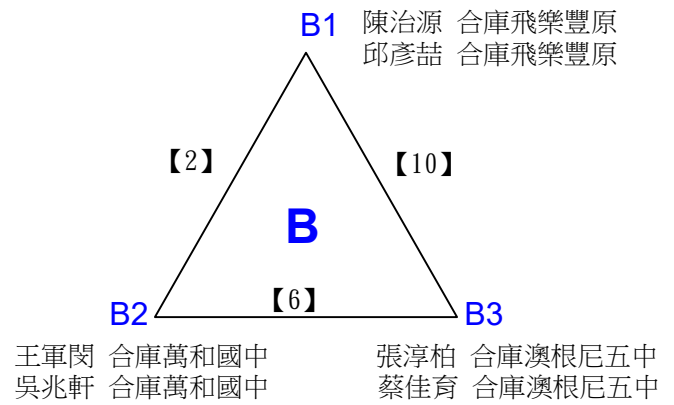 B1 陳治源 合庫飛樂豐原
邱彥喆 合庫飛樂豐原
【2】 【10】
B
【6】
B2 B3
王軍閔 合庫萬和國中 張淳柏 合庫澳根尼五中
吳兆軒 合庫萬和國中 蔡佳育 合庫澳根尼五中